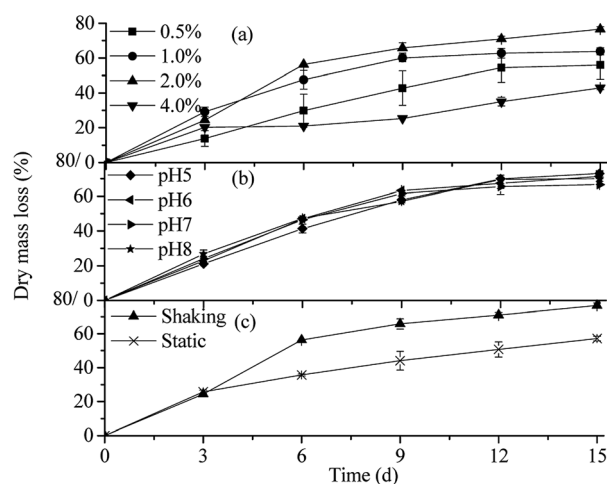 80
(a)
0.5%
60
1.0%
40
2.0%
20
4.0%
80/ 0
(b)
pH5
60
pH6
40
pH7
20
pH8
80/ 0
Shaking
(c)
60
Static
40
20
0
0 3 6 9 12 15
Time (d)
Dry mass loss (%)